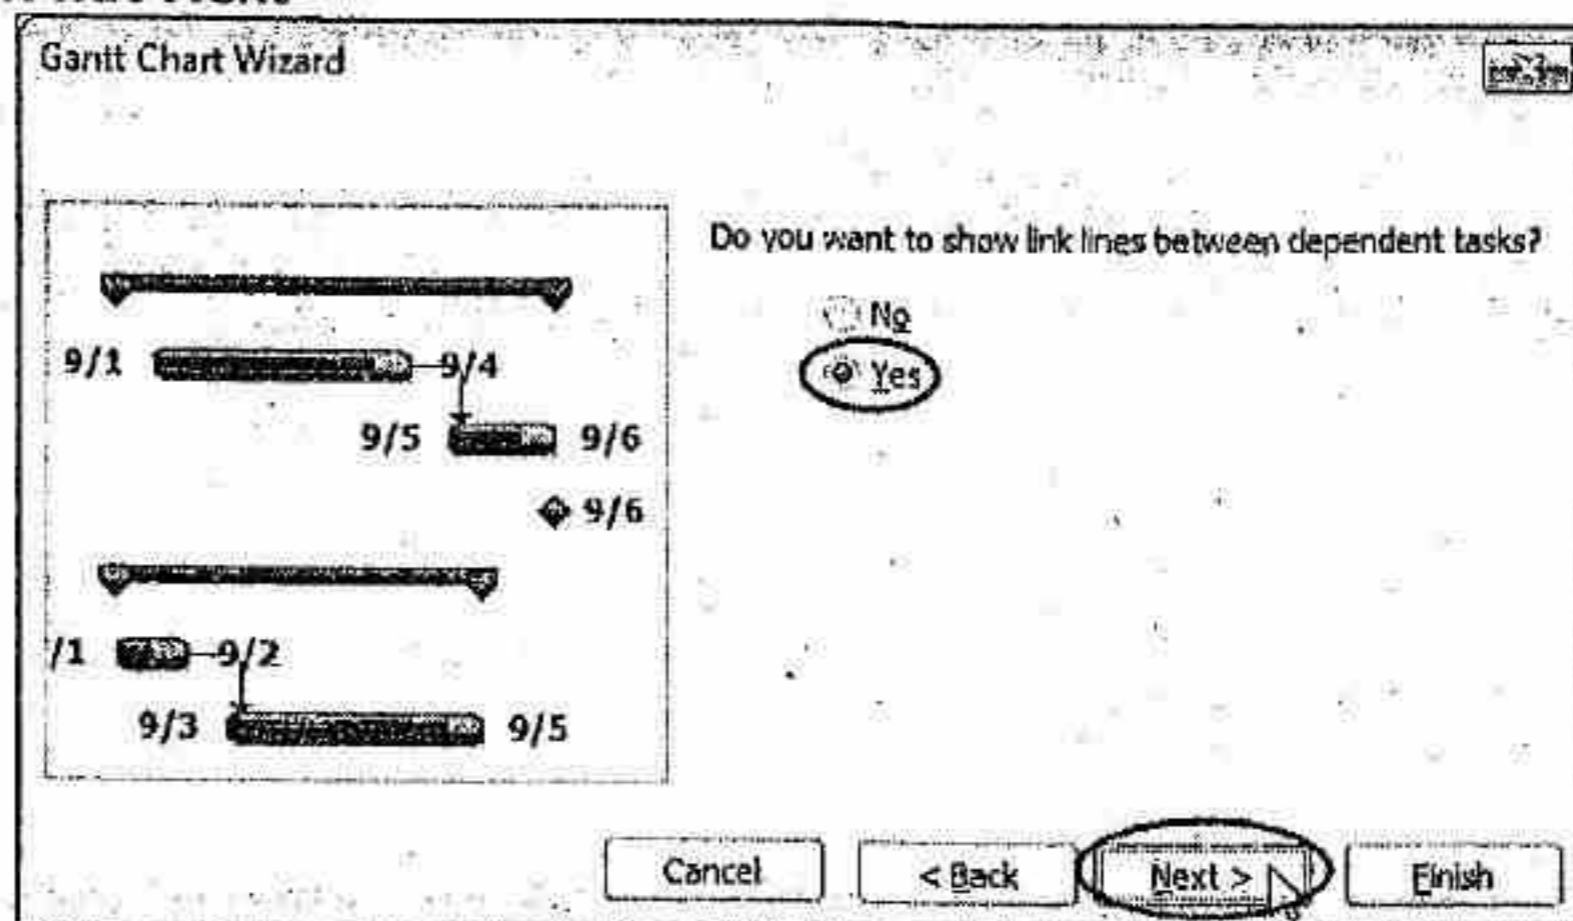 Gantt Chart Wizard
Do you want to show link lines between dependent tasks?
No
Yes
9/1 9/4
9/5 9/6
9/6
/1 9/2
9/3 9/5
Cancel
< Back
Next >
Finish